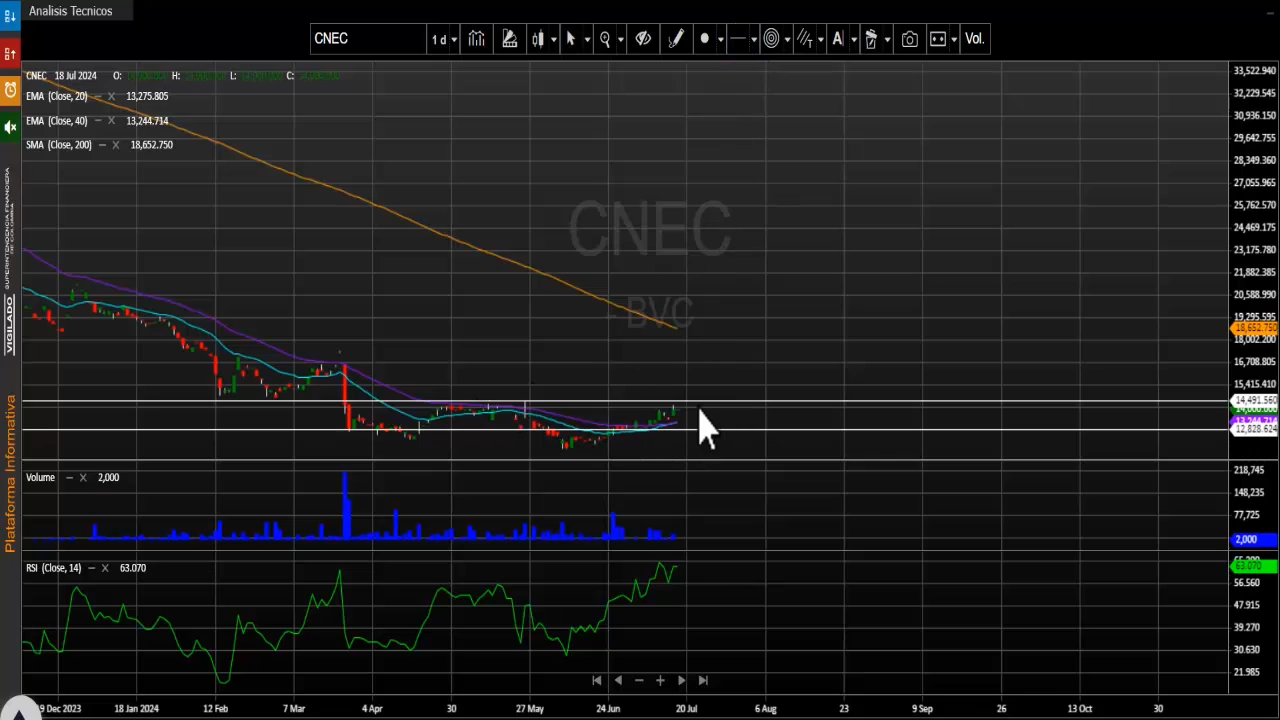 Analisis Tecnicos
CNEC
1 d
A
Vol.
CNEC 18 Jul 2024 O: H: L: C:
EMA (Close, 20) 13,275.805
EMA (Close, 40) 13,244.714
SMA (Close, 200) 18,652.750
CNEC
- BVC
33,522.940
32,229.545
30,936.150
29,642.755
28,349.360
27,055.965
25,762.570
24,469.175
23,175.780
21,882.385
20,588.990
19,295.595
18,652.750
18,002.200
16,708.805
15,415.410
14,491.560
12,828.624
Volume 2,000
218,745
148,235
77,725
2,000
RSI (Close, 14) 63.070
63.070
56.560
47.915
39.270
30.630
21.985
9 Dec 2023
18 Jan 2024
12 Feb
7 Mar
4 Apr
30
27 May
24 Jun
20 Jul
6 Aug
23
9 Sep
26
13 Oct
30
VIGILADO
SUPERINTENDENCIA FINANCIERA
DE COLOMBIA
Plataforma Informativa